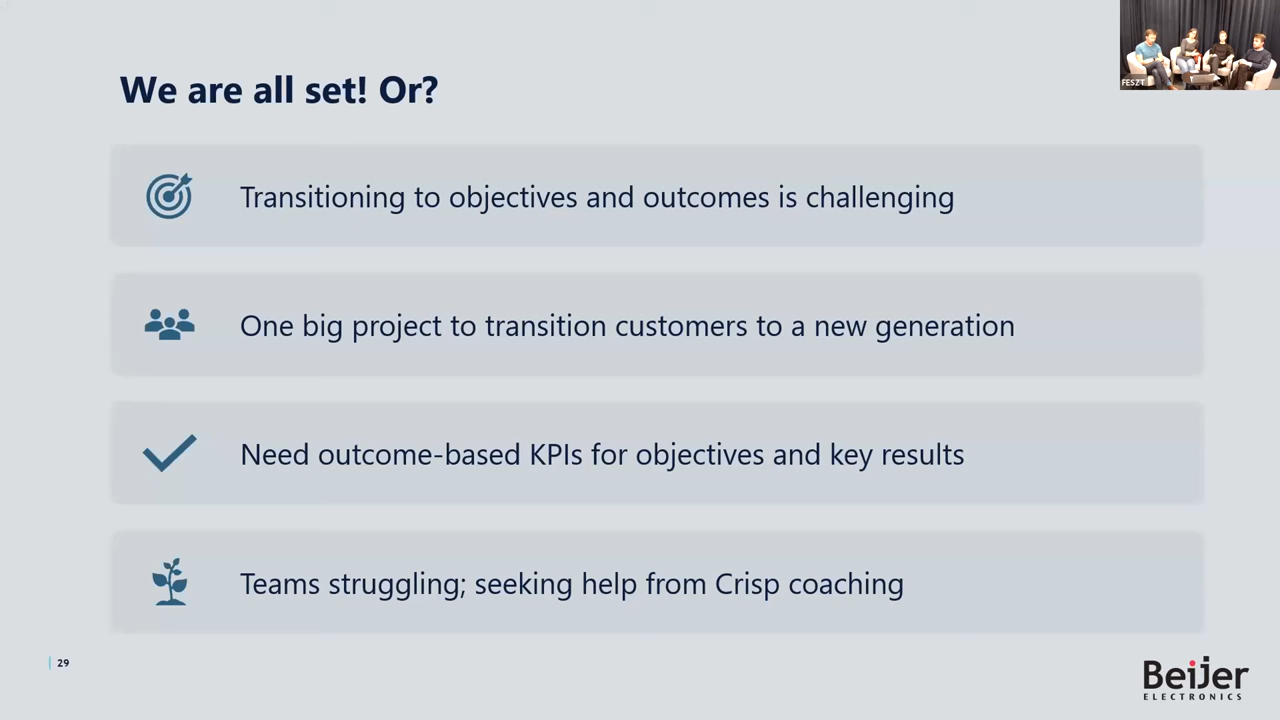 FESZT
We are all set! Or?
Transitioning to objectives and outcomes is challenging
One big project to transition customers to a new generation
Need outcome-based KPIs for objectives and key results
Teams struggling; seeking help from Crisp coaching
29
Beijer
ELECTRONICS